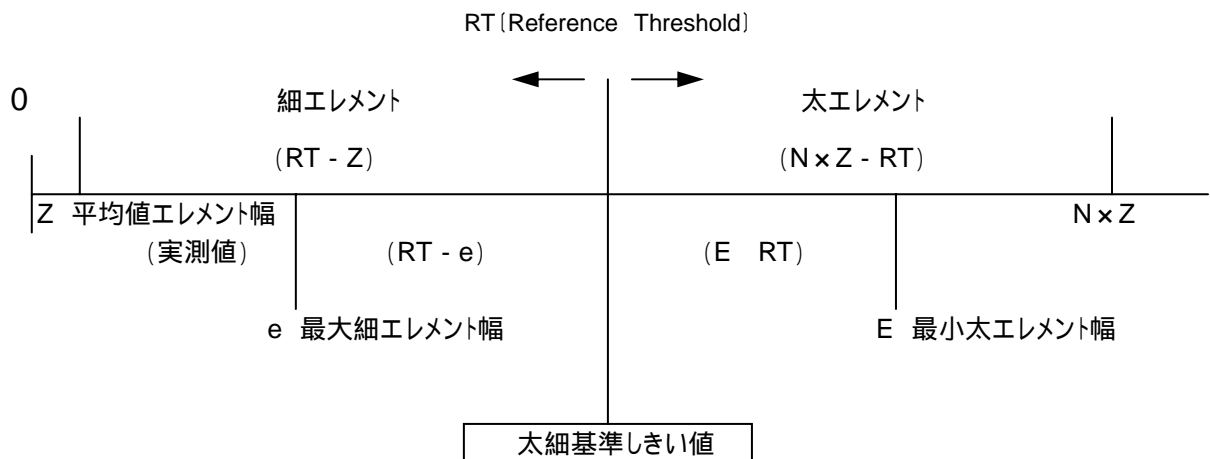 RT(Reference Threshold)
0
細エレメント
太エレメント
(RT - Z)
(N×Z - RT)
Z 平均値エレメント幅
N×Z
(実測値)
(RT - e)
(E RT)
e 最大細エレメント幅
E 最小太エレメント幅
太細基準しきい値